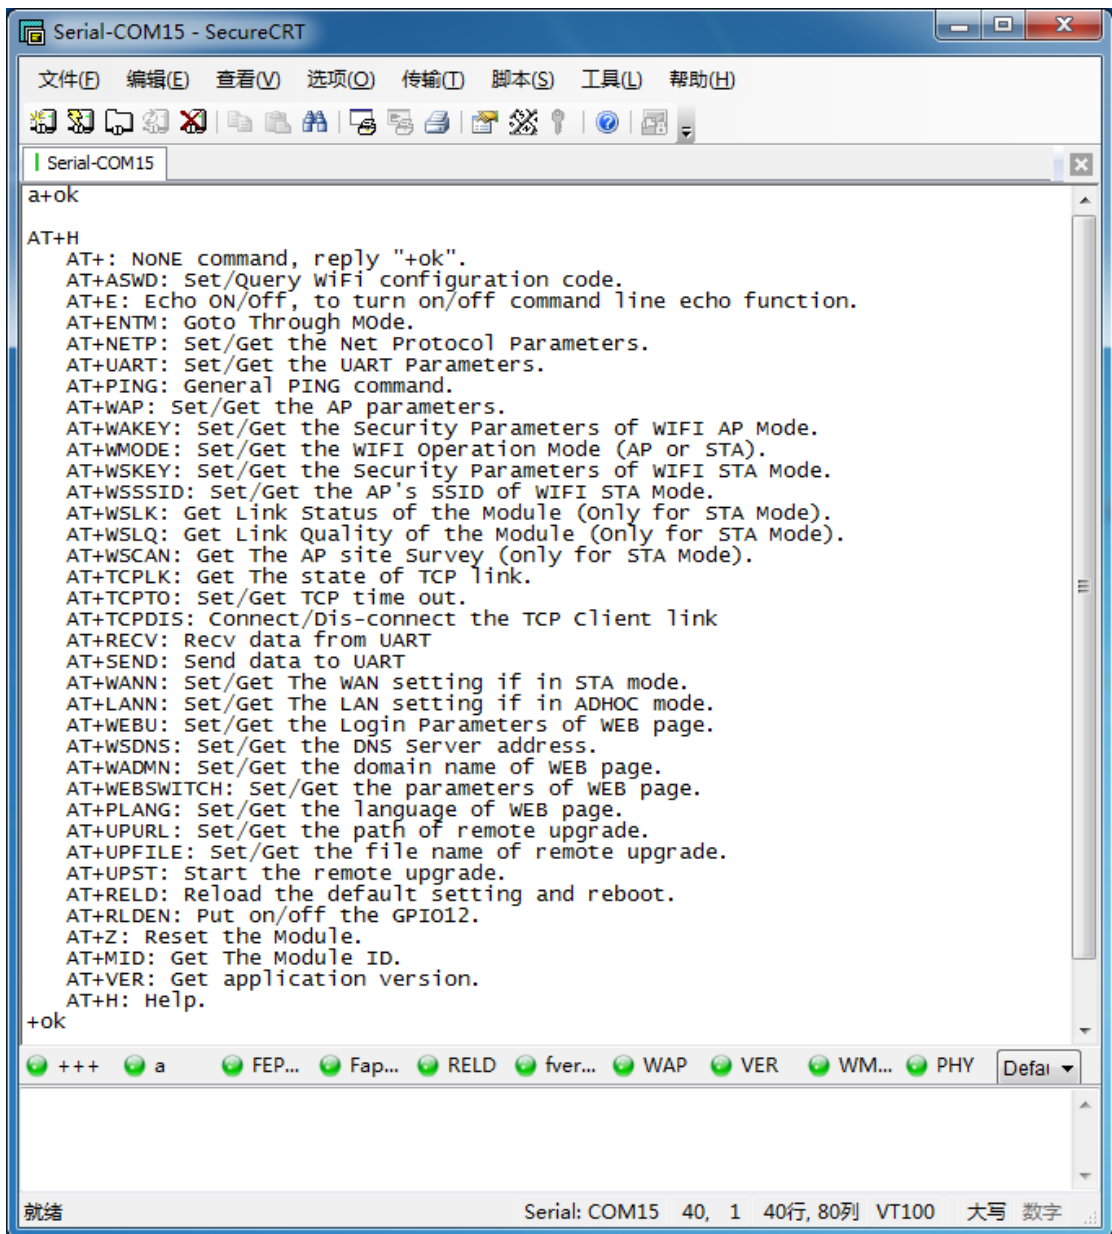 Serial-COM15 - SecureCRT
文件(F) 编辑(E) 查看(V) 选项(O) 传输(T) 脚本(S) 工具(L) 帮助(H)
Serial-COM15
a+ok
AT+H
AT+: NoNE command, reply "+ok".
AT+ASWD: Set/Query WiFi configuration code.
AT+E: Echo ON/Off, to turn on/off command line echo function.
AT+ENTM: Goto Through MOde.
AT+NETP: Set/Get the Net Protocol Parameters.
AT+UART: Set/Get the UART Parameters.
AT+PING: General PING command.
AT+WAP: Set/Get the AP parameters.
AT+WAKEY: Set/Get the Security Parameters of WIFI AP Mode.
AT+WMODE: Set/Get the WIFI Operation Mode (AP or STA).
AT+WSKEY: Set/Get the Security Parameters of WIFI STA Mode.
AT+WSSSID: Set/Get the AP's SSID of WIFI STA Mode.
AT+WSLK: Get Link Status of the Module (Only for STA Mode).
AT+WSLQ: Get Link Quality of the Module (Only for STA Mode).
AT+WSCAN: Get The AP site Survey (only for STA Mode).
AT+TCPLK: Get The state of TCP link.
AT+TCPTO: Set/Get TCP time out.
AT+TCPDIS: Connect/Dis-connect the TCP Client link
AT+RECV: Recv data from UART
AT+SEND: Send data to UART
AT+WANN: Set/Get The WAN setting if in STA mode.
AT+LANN: Set/Get The LAN setting if in ADHOC mode.
AT+WEBU: Set/Get the Login Parameters of WEB page.
AT+WSDNS: Set/Get the DNS Server address.
AT+WADMN: Set/Get the domain name of WEB page.
AT+WEBSWITCH: Set/Get the parameters of WEB page.
AT+PLANG: Set/Get the language of WEB page.
AT+UPURL: Set/Get the path of remote upgrade.
AT+UPFILE: Set/Get the file name of remote upgrade.
AT+UPST: Start the remote upgrade.
AT+RELD: Reload the default setting and reboot.
AT+RLDEN: Put on/off the GPIO12.
AT+Z: Reset the Module.
AT+MID: Get The Module ID.
AT+VER: Get application version.
AT+H: Help.
+ok
+++ a FEP... Fap... RELD fver... WAP VER WM... PHY Defau
就绪 Serial: COM15 40, 1 40行, 80列 VT100 大写 数字